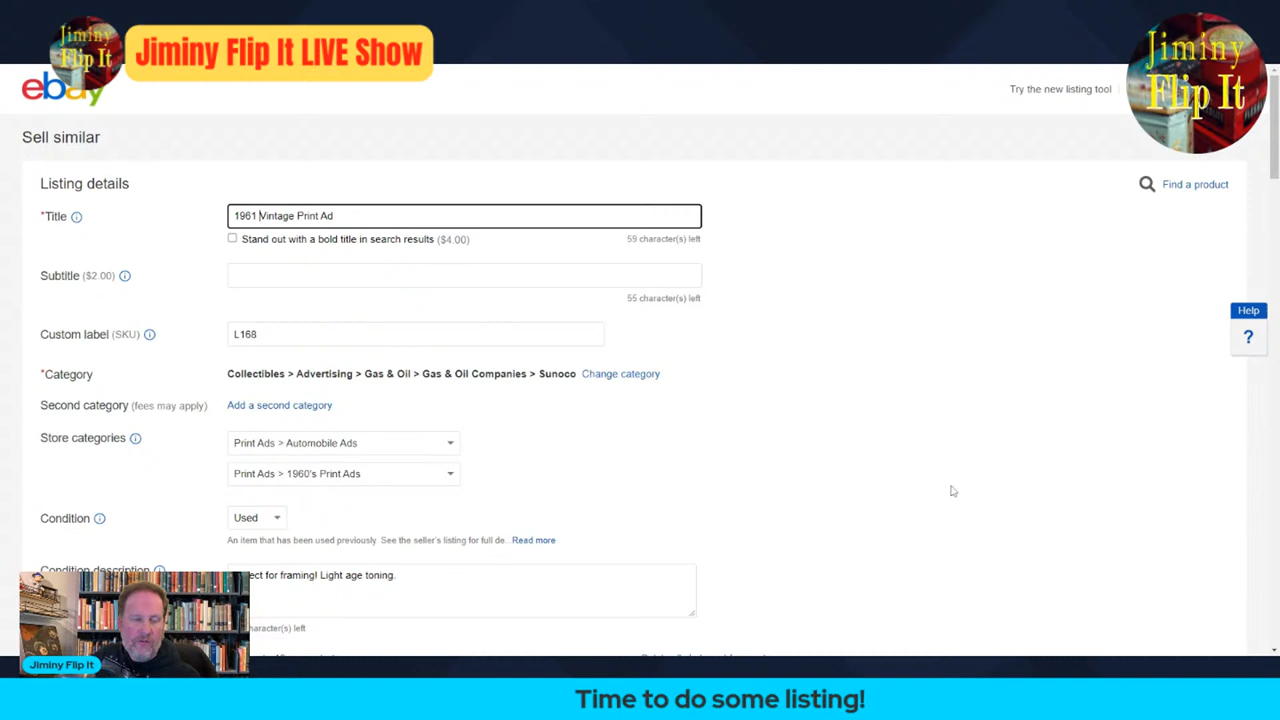 Jiminy
Flip It
Jiminy Flip It LIVE Show
Jiminy
Flip It
ebay
Try the new listing tool
Sell similar
Listing details
Find a product
*Title
1961 Vintage Print Ad
Stand out with a bold title in search results ($4.00)
59 character(s) left
Subtitle ($2.00)
55 character(s) left
Help
?
Custom label (SKU)
L168
*Category
Collectibles > Advertising > Gas & Oil > Gas & Oil Companies > Sunoco Change category
Second category (fees may apply)
Add a second category
Store categories
Print Ads > Automobile Ads
Print Ads > 1960's Print Ads
Condition
Used
An item that has been used previously. See the seller's listing for full de... Read more
Condition description
for framing! Light age toning.
left
Jiminy Flip It
Time to do some listing!